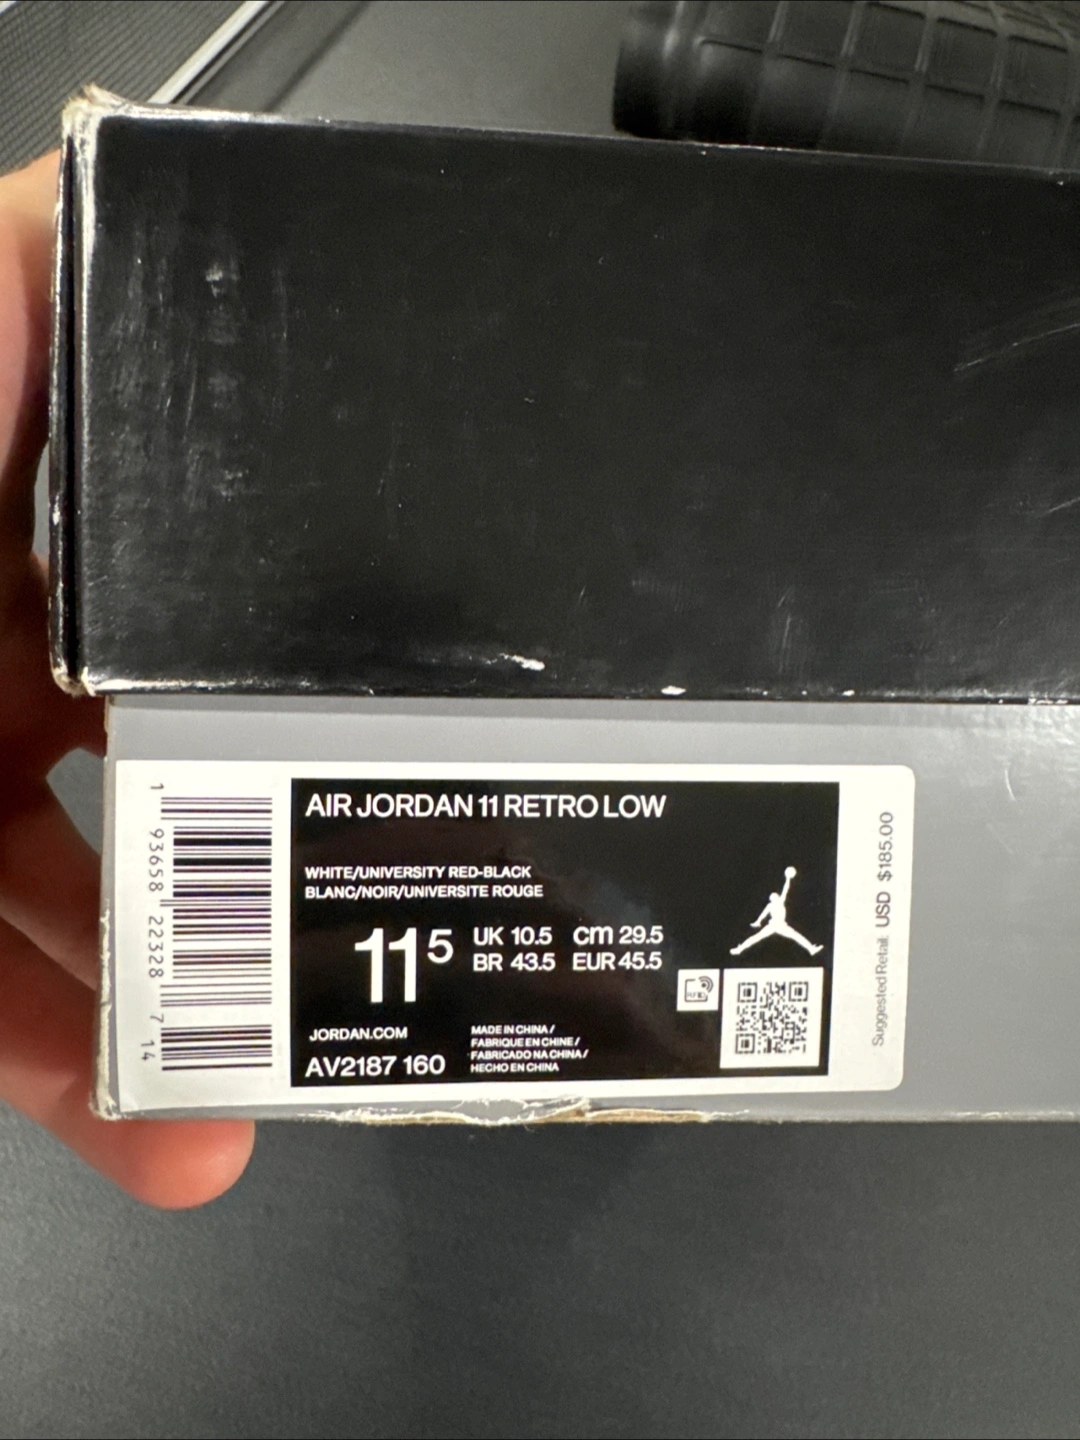 AIR JORDAN 11 RETRO LOW
WHITE/UNIVERSITY RED-BLACK
BLANC/NOIR/UNIVERSITE ROUGE
11 5
UK 10.5 cm 29.5
BR 43.5 EUR 45.5
JORDAN.COM
AV2187 160
MADE IN CHINA /
FABRIQUE EN CHINE /
FABRICADO NA CHINA /
HECHO EN CHINA
1 93658 22328 7 14
Suggested Retail: USD $185.00